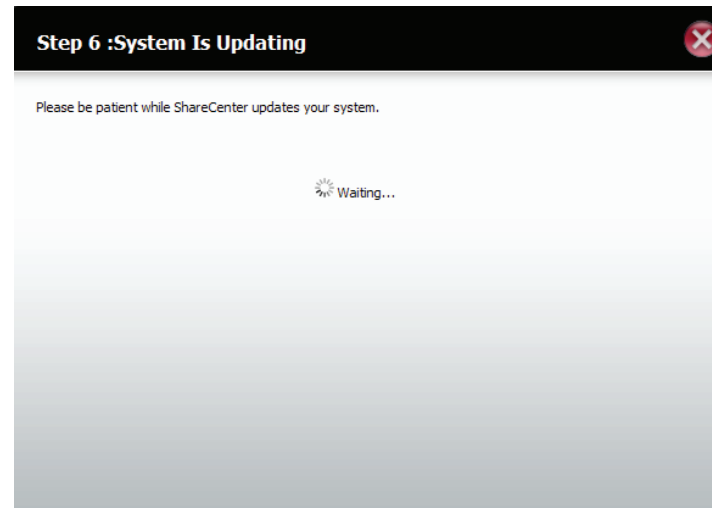 Step 6 :System Is Updating
Please be patient while ShareCenter updates your system.
Waiting...